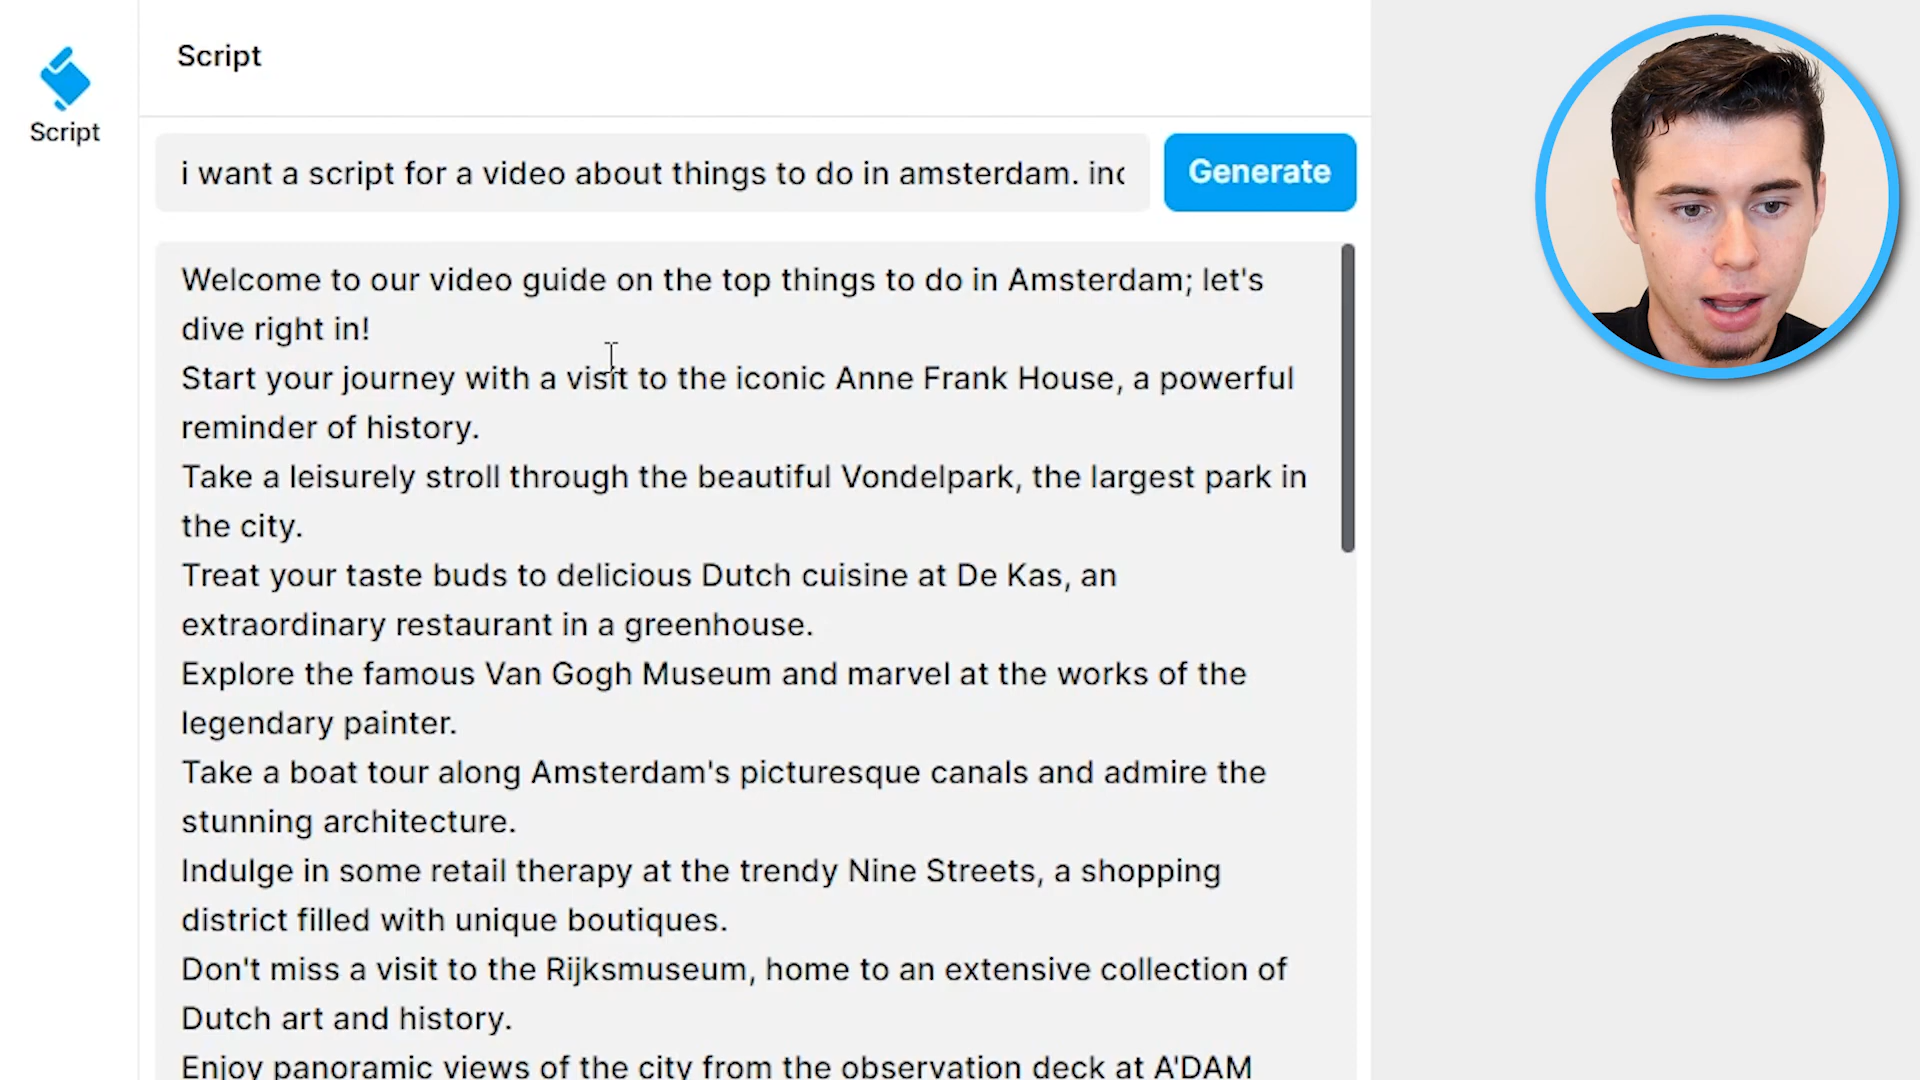 Script
Script
i want a script for a video about things to do in amsterdam.
Generate
Welcome to our video guide on the top things to do in Amsterdam; let's
dive right in!
Start your journey with a visit to the iconic Anne Frank House, a powerful
reminder of history.
Take a leisurely stroll through the beautiful Vondelpark, the largest park in
the city.
Treat your taste buds to delicious Dutch cuisine at De Kas, an
extraordinary restaurant in a greenhouse.
Explore the famous Van Gogh Museum and marvel at the works of the
legendary painter.
Take a boat tour along Amsterdam's picturesque canals and admire the
stunning architecture.
Indulge in some retail therapy at the trendy Nine Streets, a shopping
district filled with unique boutiques.
Don't miss a visit to the Rijksmuseum, home to an extensive collection of
Dutch art and history.
Enjoy panoramic views of the city from the observation deck at A'DAM